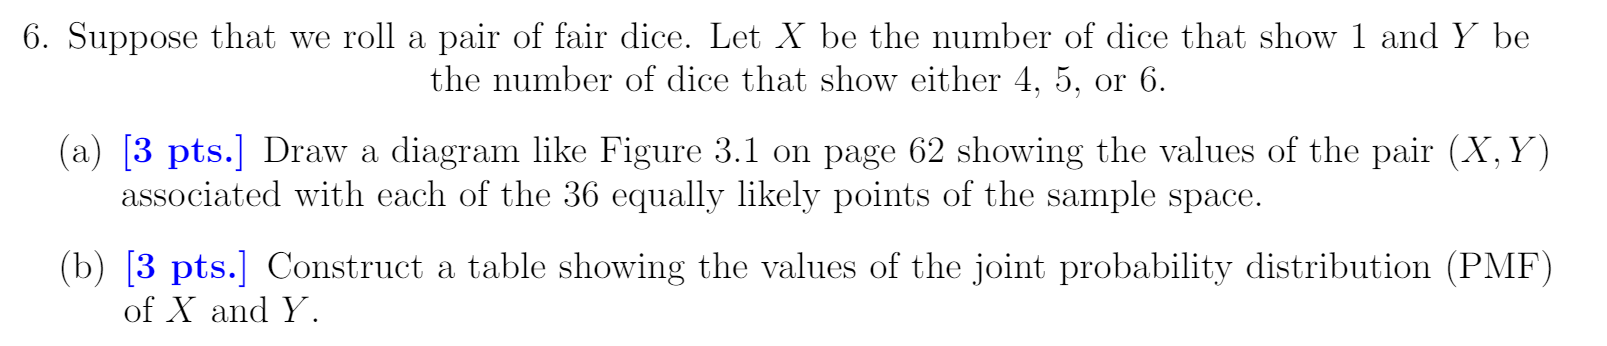 6. Suppose that we roll a pair of fair dice. Let X be the number of dice that show 1 and Y be
the number of dice that show either 4, 5, or 6.
(a) [3 pts.] Draw a diagram like Figure 3.1 on page 62 showing the values of the pair (X, Y)
associated with each of the 36 equally likely points of the sample space.
(b) [3 pts.] Construct a table showing the values of the joint probability distribution (PMF)
of X and Y.